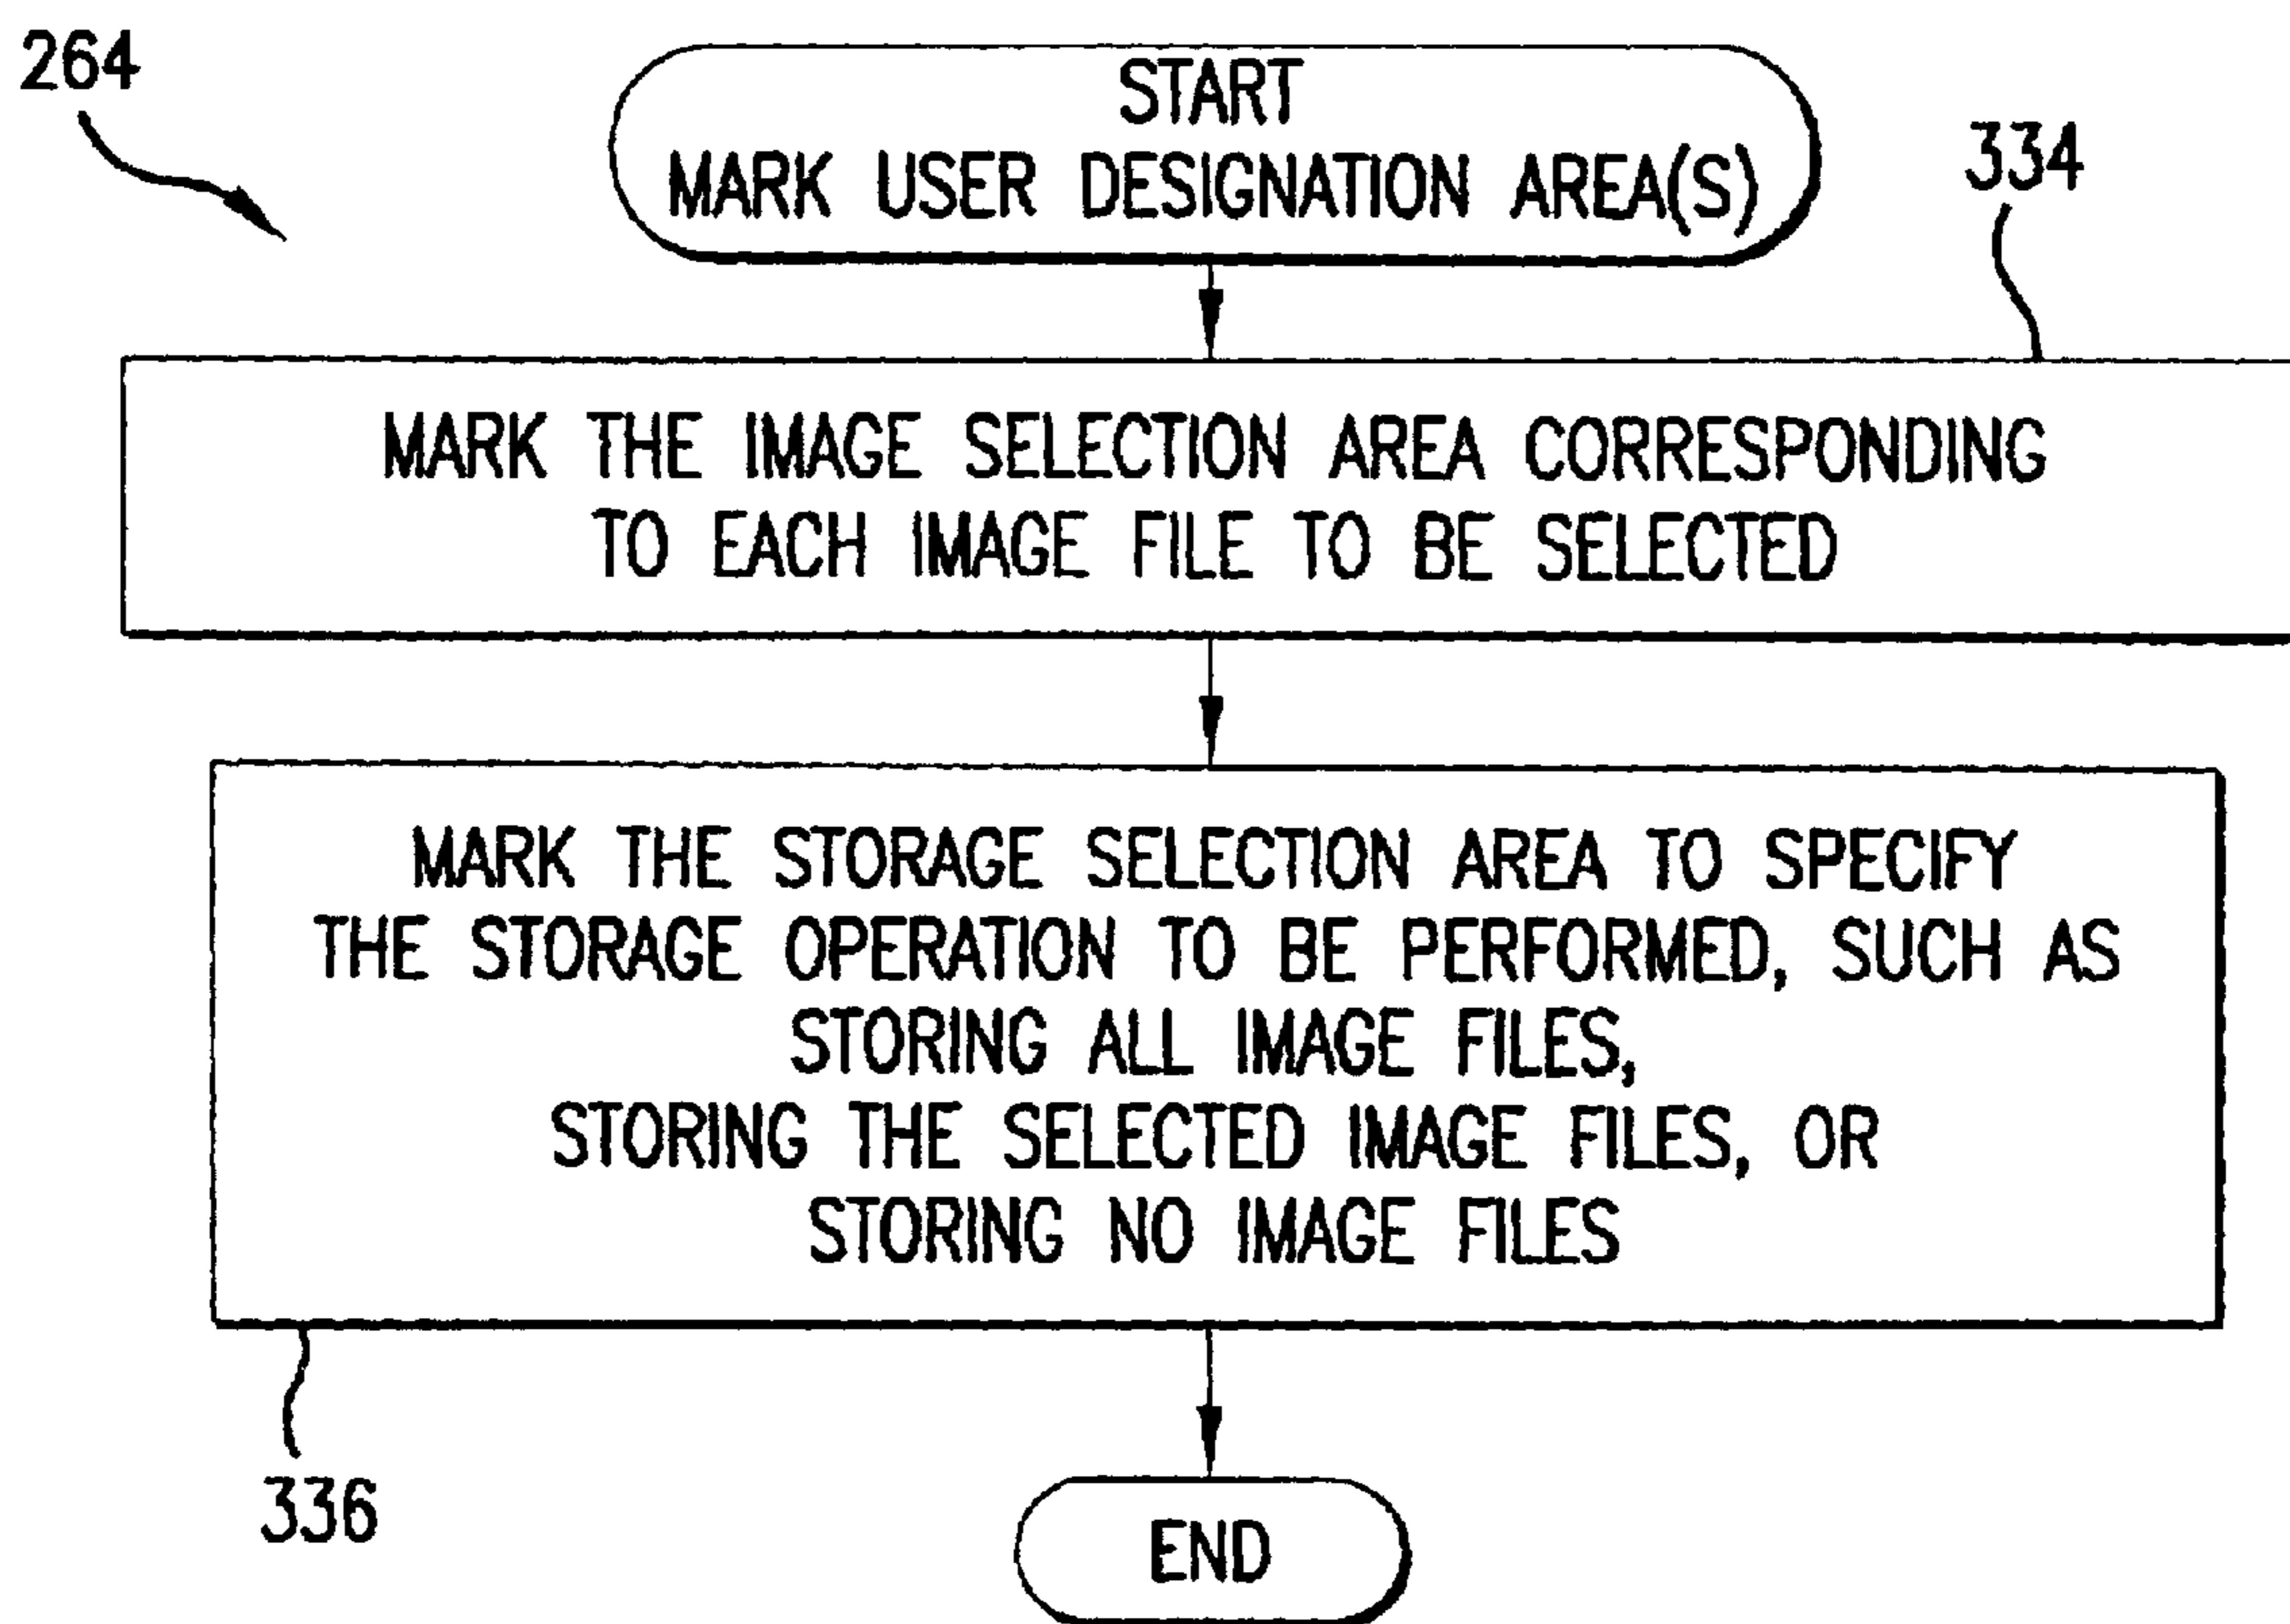 264
START
MARK USER DESIGNATION AREA(S)
334
MARK THE IMAGE SELECTION AREA CORRESPONDING
TO EACH IMAGE FILE TO BE SELECTED
MARK THE STORAGE SELECTION AREA TO SPECIFY
THE STORAGE OPERATION TO BE PERFORMED, SUCH AS
STORING ALL IMAGE FILES,
STORING THE SELECTED IMAGE FILES, OR
STORING NO IMAGE FILES
336
END